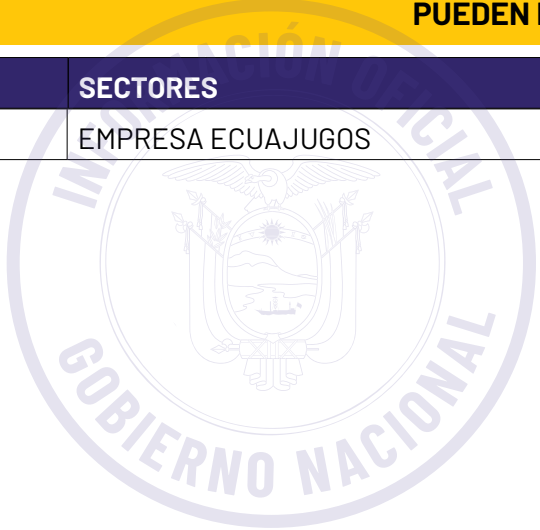 PUEDEN
SECTORES
EMPRESA ECUAJUGOS
INFORMACIÓN OFICIAL
GOBIERNO NACIONAL